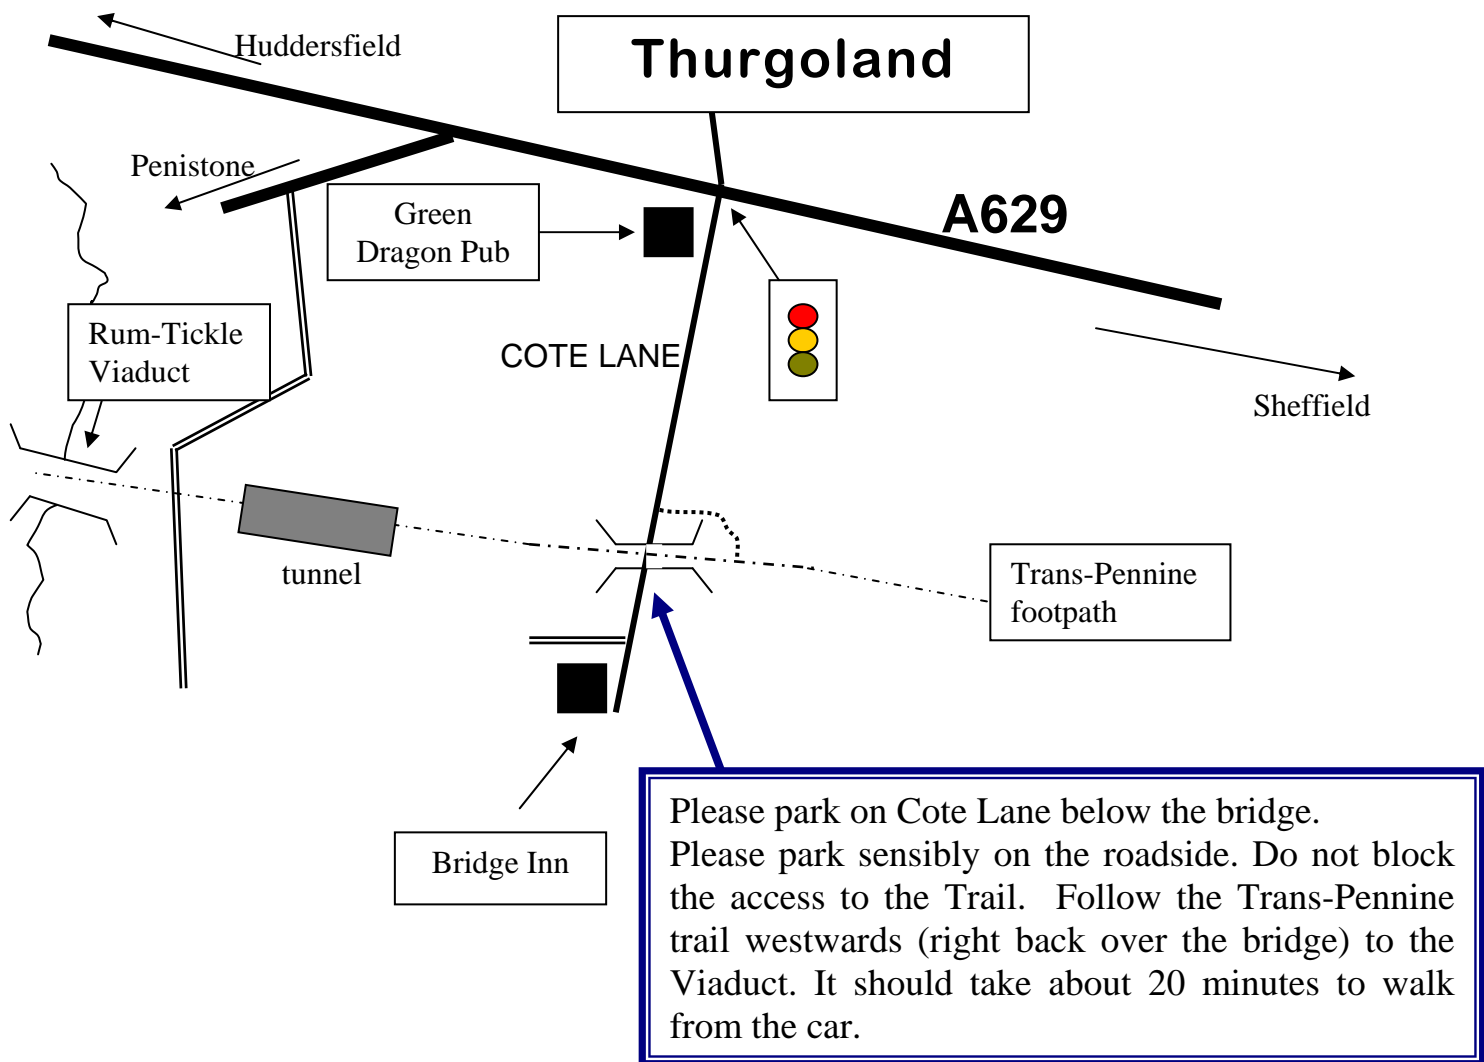 Huddersfield
Thurgoland
Penistone
Green
Dragon Pub
A629
Rum-Tickle
Viaduct
COTE LANE
Sheffield
tunnel
Trans-Pennine
footpath
Bridge Inn
Please park on Cote Lane below the bridge.
Please park sensibly on the roadside. Do not block
the access to the Trail. Follow the Trans-Pennine
trail westwards (right back over the bridge) to the
Viaduct. It should take about 20 minutes to walk
from the car.